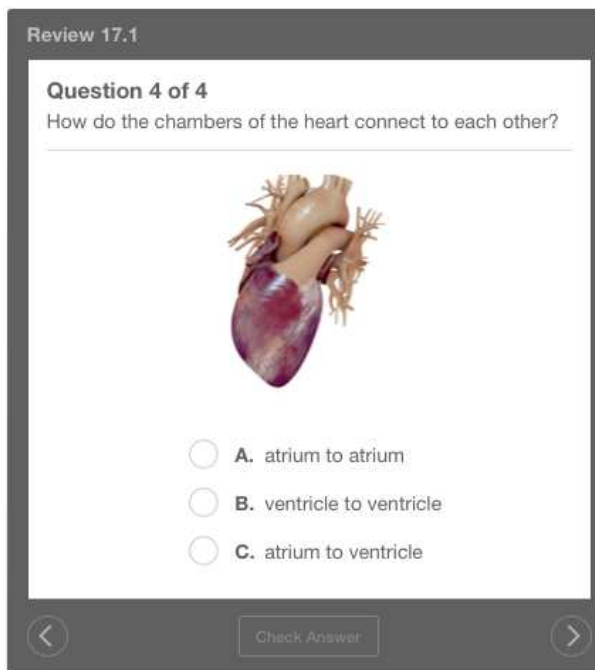 Review 17.1
Question 4 of 4
How do the chambers of the heart connect to each other?
A. atrium to atrium
B. ventricle to ventricle
C. atrium to ventricle
Check Answer